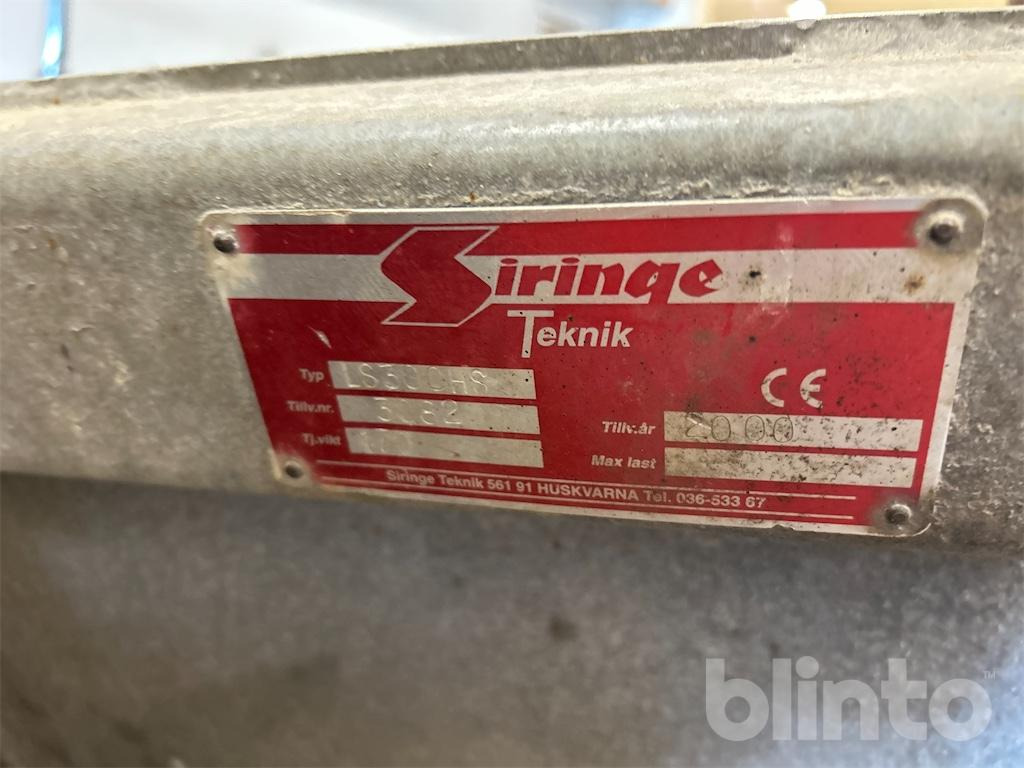 Siringe
Teknik
Typ
Tillv.nr.
Tj.vikt
CE
Tillv.år 2000
Max last
Siringe Teknik 561 91 HUSKVARNA Tel. 036-533 67
blinto™